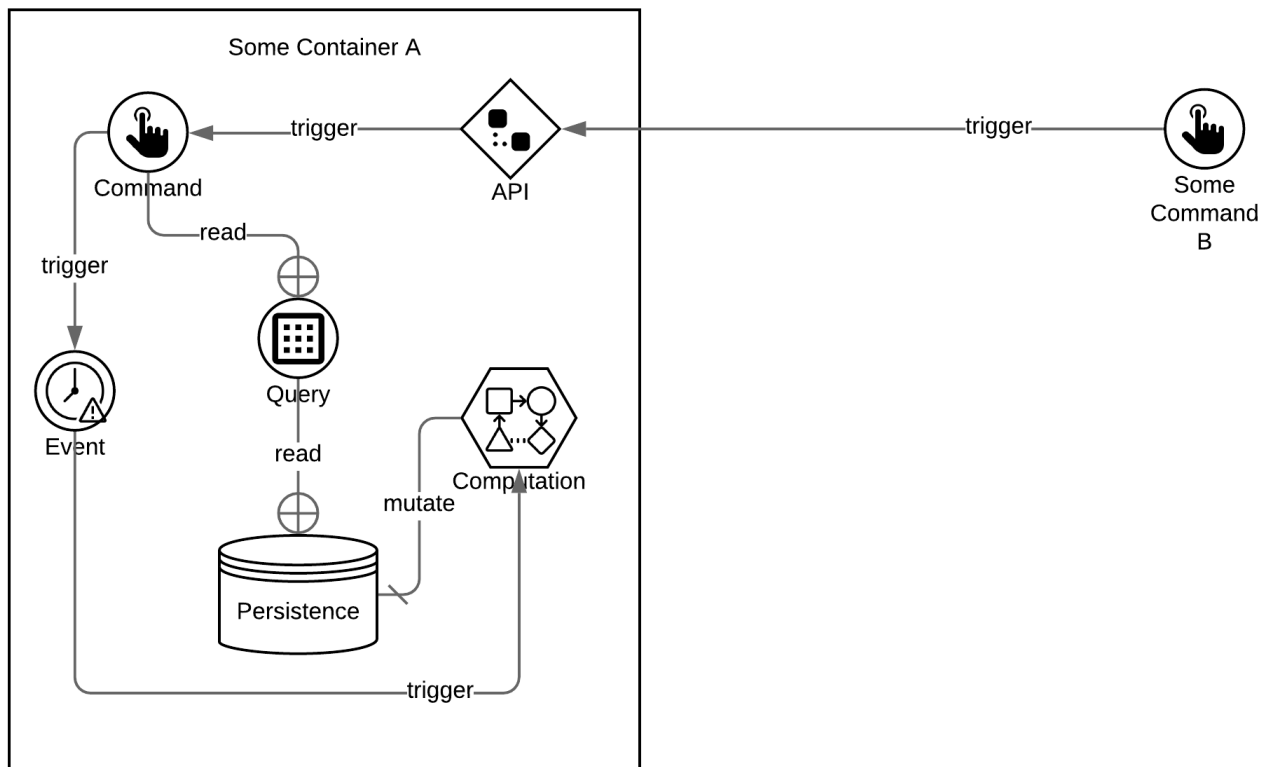 Some Container A
trigger
trigger
Command
API
Some
Command
B
read
trigger
Query
Event
read
Computation
mutate
Persistence
trigger